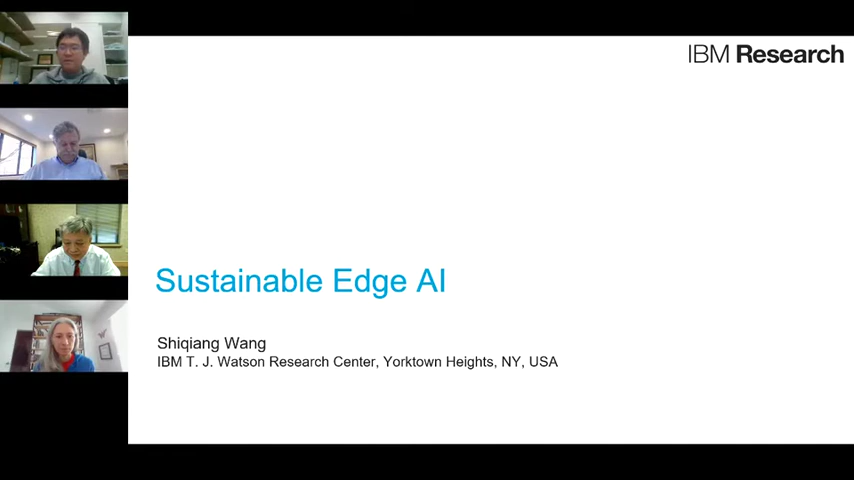 IBM Research
Sustainable Edge AI
Shiqiang Wang
IBM T. J. Watson Research Center, Yorktown Heights, NY, USA